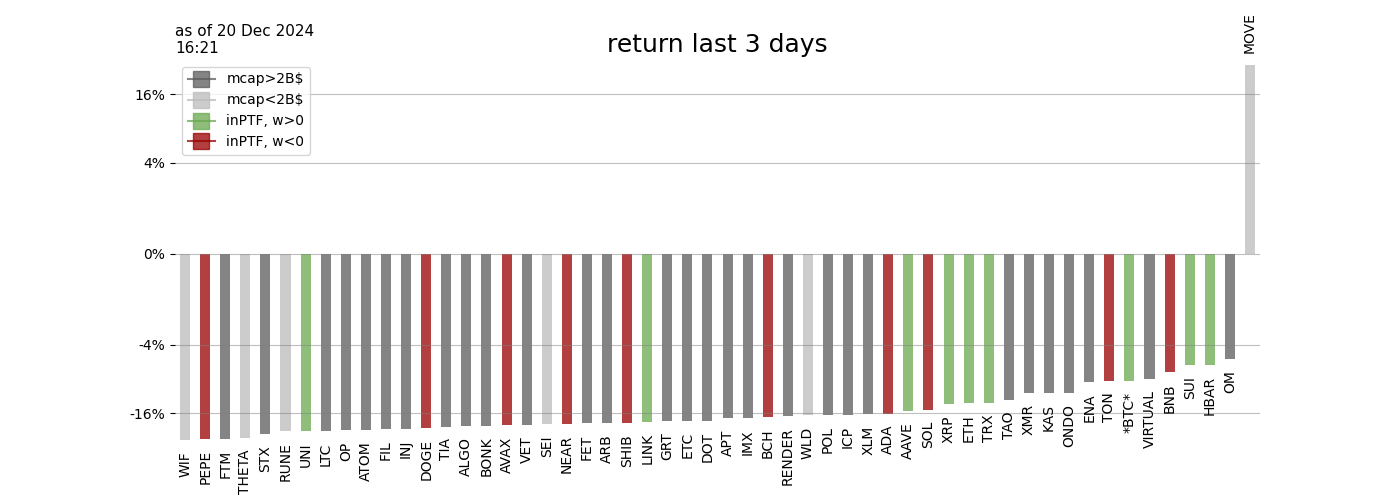 as of 20 Dec 2024
16:21
return last 3 days
MOVE
mcap>2B$
mcap<2B$
inPTF, w>0
inPTF, w<0
16%
4%
0%
-4%
-16%
WIF
PEPE
FTM
THETA
STX
RUNE
UNI
LTC
OP
ATOM
FIL
INJ
DOGE
TIA
ALGO
BONK
AVAX
VET
SEI
NEAR
FET
ARB
SHIB
LINK
GRT
ETC
DOT
APT
IMX
BCH
RENDER
WLD
POL
ICP
XLM
ADA
AAVE
SOL
XRP
ETH
TRX
TAO
XMR
KAS
ONDO
ENA
TON
*BTC*
VIRTUAL
BNB
SUI
HBAR
OM